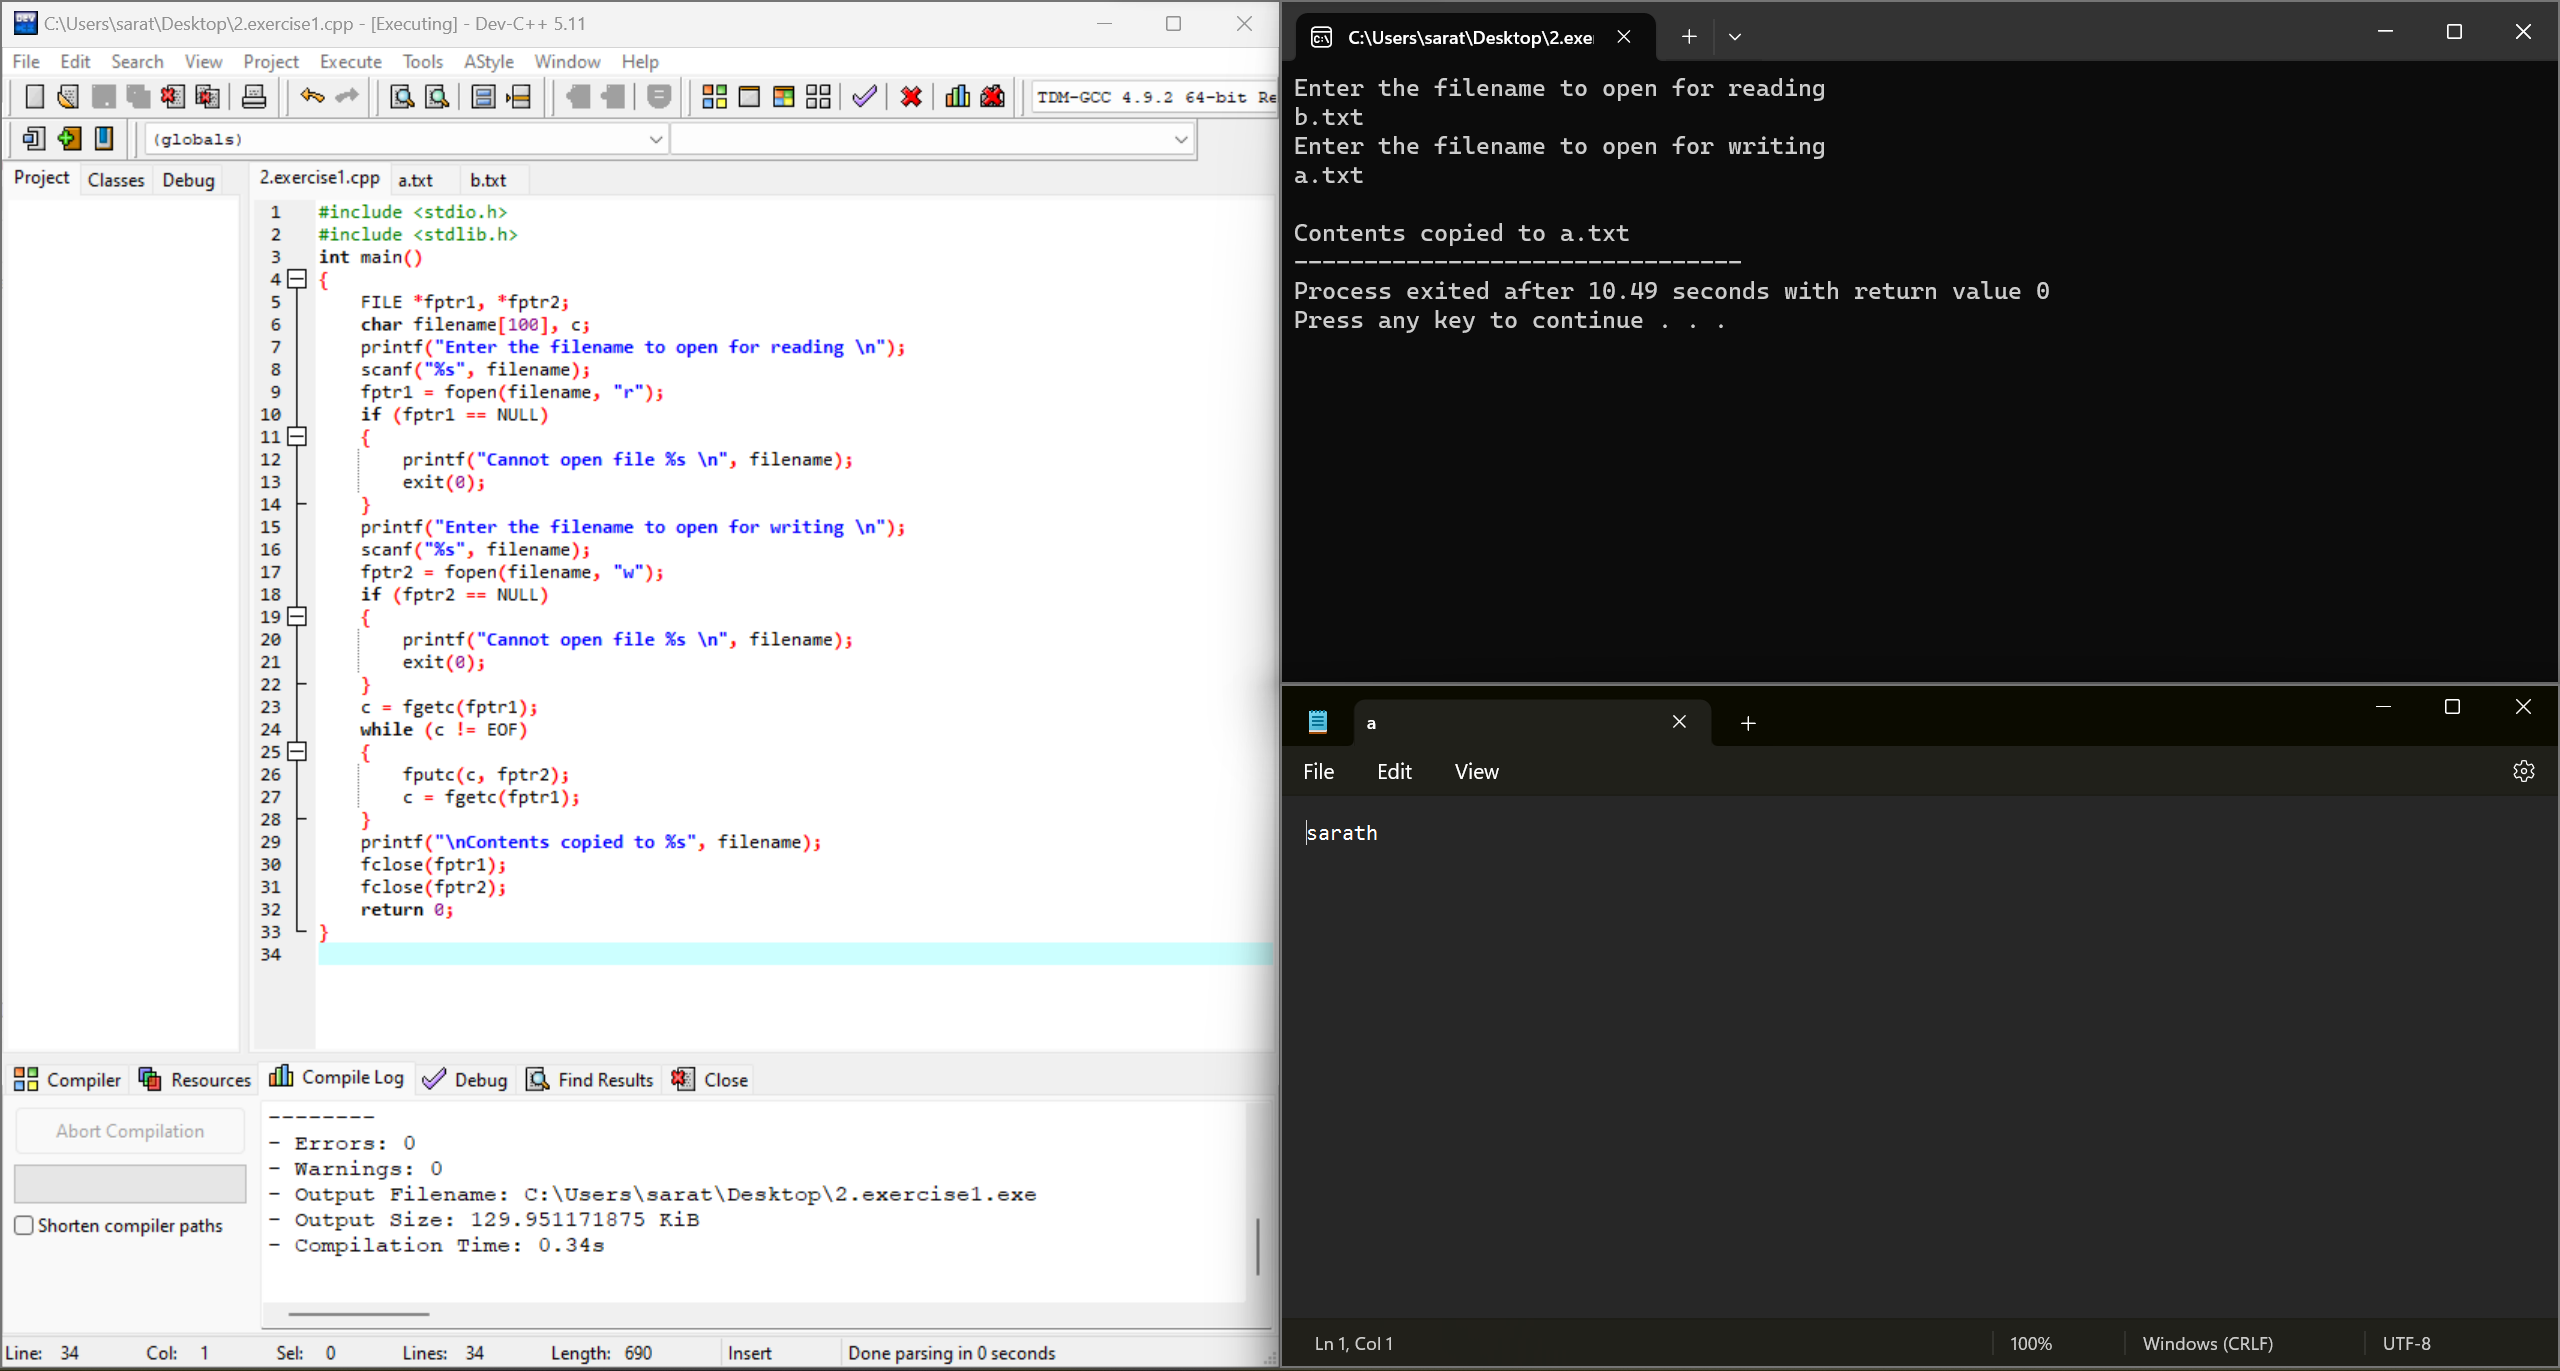 C:\Users\sarat\Desktop\2.exercise1.cpp - [Executing] - Dev-C++ 5.11
File Edit Search View Project Execute Tools AStyle Window Help
TDM-GCC 4.9.2 64-bit Re
(globals)
Project Classes Debug
2.exercise1.cpp a.txt b.txt
1 #include <stdio.h>
2 #include <stdlib.h>
3 int main()
4 {
5 FILE *fptr1, *fptr2;
6 char filename[100], c;
7 printf("Enter the filename to open for reading \n");
8 scanf("%s", filename);
9 fptr1 = fopen(filename, "r");
10 if (fptr1 == NULL)
11 {
12 printf("Cannot open file %s \n", filename);
13 exit(0);
14 }
15 printf("Enter the filename to open for writing \n");
16 scanf("%s", filename);
17 fptr2 = fopen(filename, "w");
18 if (fptr2 == NULL)
19 {
20 printf("Cannot open file %s \n", filename);
21 exit(0);
22 }
23 c = fgetc(fptr1);
24 while (c != EOF)
25 {
26 fputc(c, fptr2);
27 c = fgetc(fptr1);
28 }
29 printf("\nContents copied to %s", filename);
30 fclose(fptr1);
31 fclose(fptr2);
32 return 0;
33 }
34
Compiler Resources Compile Log Debug Find Results Close
Abort Compilation
Shorten compiler paths
--------
- Errors: 0
- Warnings: 0
- Output Filename: C:\Users\sarat\Desktop\2.exercise1.exe
- Output Size: 129.951171875 KiB
- Compilation Time: 0.34s
Line: 34 Col: 1 Sel: 0 Lines: 34 Length: 690 Insert Done parsing in 0 seconds
C:\Users\sarat\Desktop\2.exe
Enter the filename to open for reading
b.txt
Enter the filename to open for writing
a.txt
Contents copied to a.txt
--------------------------------
Process exited after 10.49 seconds with return value 0
Press any key to continue . . .
a
File Edit View
sarath
Ln 1, Col 1 100% Windows (CRLF) UTF-8